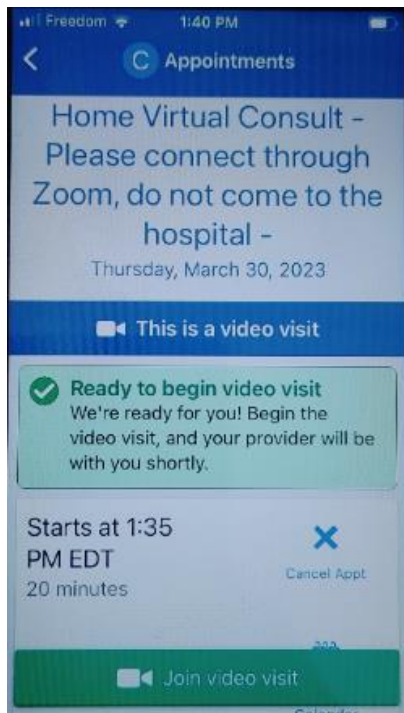 Freedom 1:40 PM
C Appointments
Home Virtual Consult -
Please connect through
Zoom, do not come to the
hospital -
Thursday, March 30, 2023
This is a video visit
Ready to begin video visit
We're ready for you! Begin the
video visit, and your provider will be
with you shortly.
Starts at 1:35
PM EDT
20 minutes
Cancel Appt
Join video visit